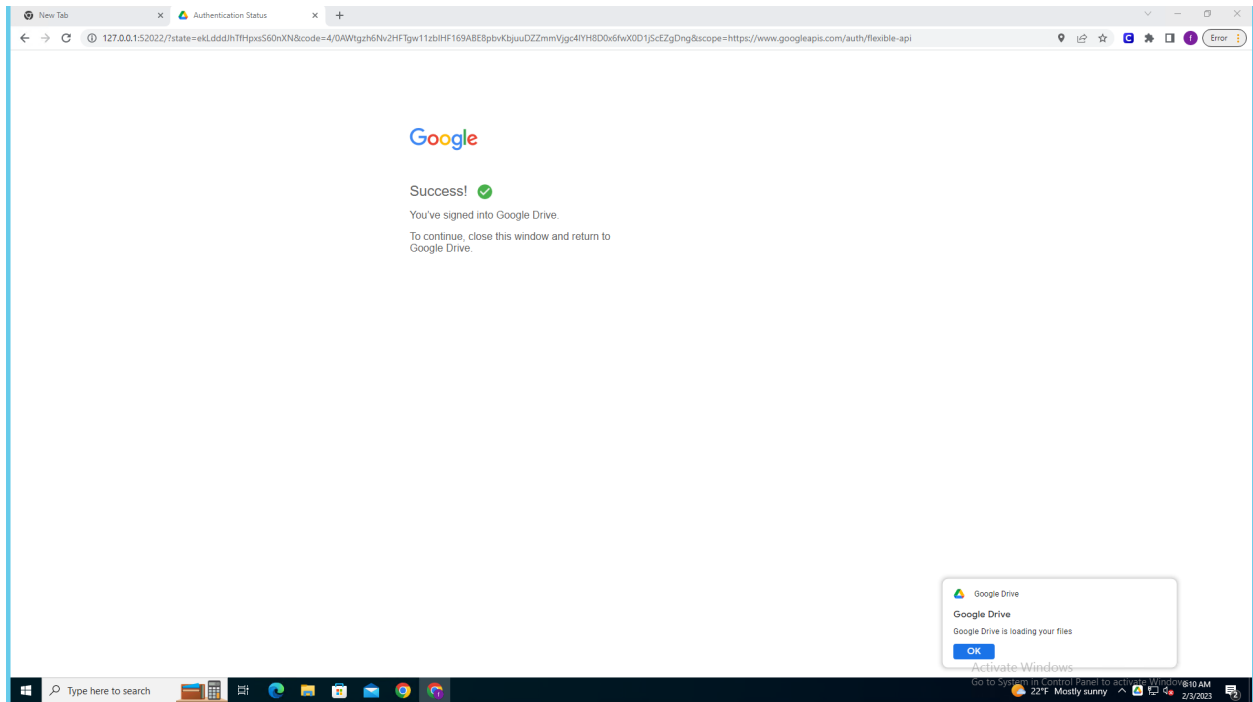 New Tab
Authentication Status
127.0.0.1:52022/?state=ekLdddJhTfHpxsS60nXN&code=4/0AWtgzh6Nv2HFTgw11zbIHF169ABE8pbvKbjuuDZZmmVjgc4lYH8D0x6fwX0D1jScEZgDng&scope=https://www.googleapis.com/auth/flexible-api
f
Error
Google
Success!
You've signed into Google Drive.
To continue, close this window and return to
Google Drive.
Google Drive
Google Drive
Google Drive is loading your files
OK
Activate Windows
Go to System in Control Panel to activate Windows
Type here to search
22°F Mostly sunny
8:10 AM
2/3/2023
2